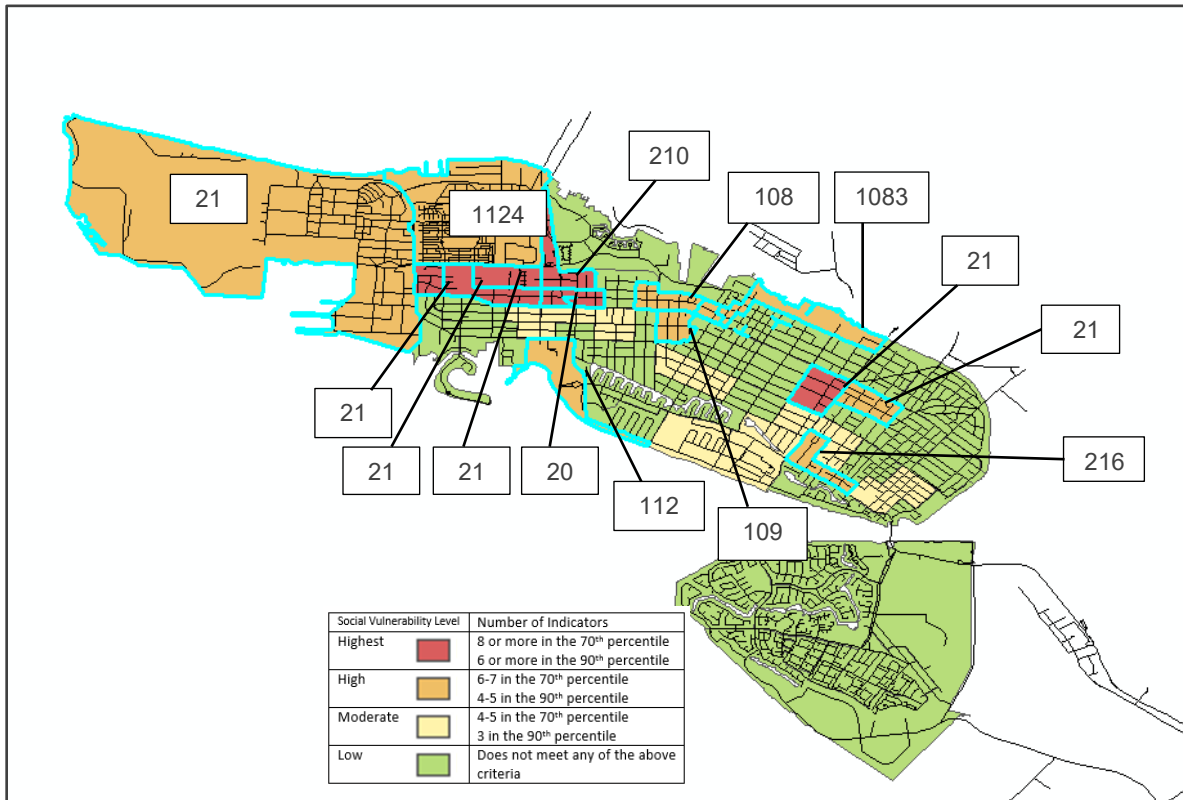 210
108
1083
21
1124
21
21
216
21
21
21
20
112
109
Social Vulnerability Level Number of Indicators
Highest 8 or more in the 70th percentile
6 or more in the 90th percentile
High 6-7 in the 70th percentile
4-5 in the 90th percentile
Moderate 4-5 in the 70th percentile
3 in the 90th percentile
Low Does not meet any of the above
criteria